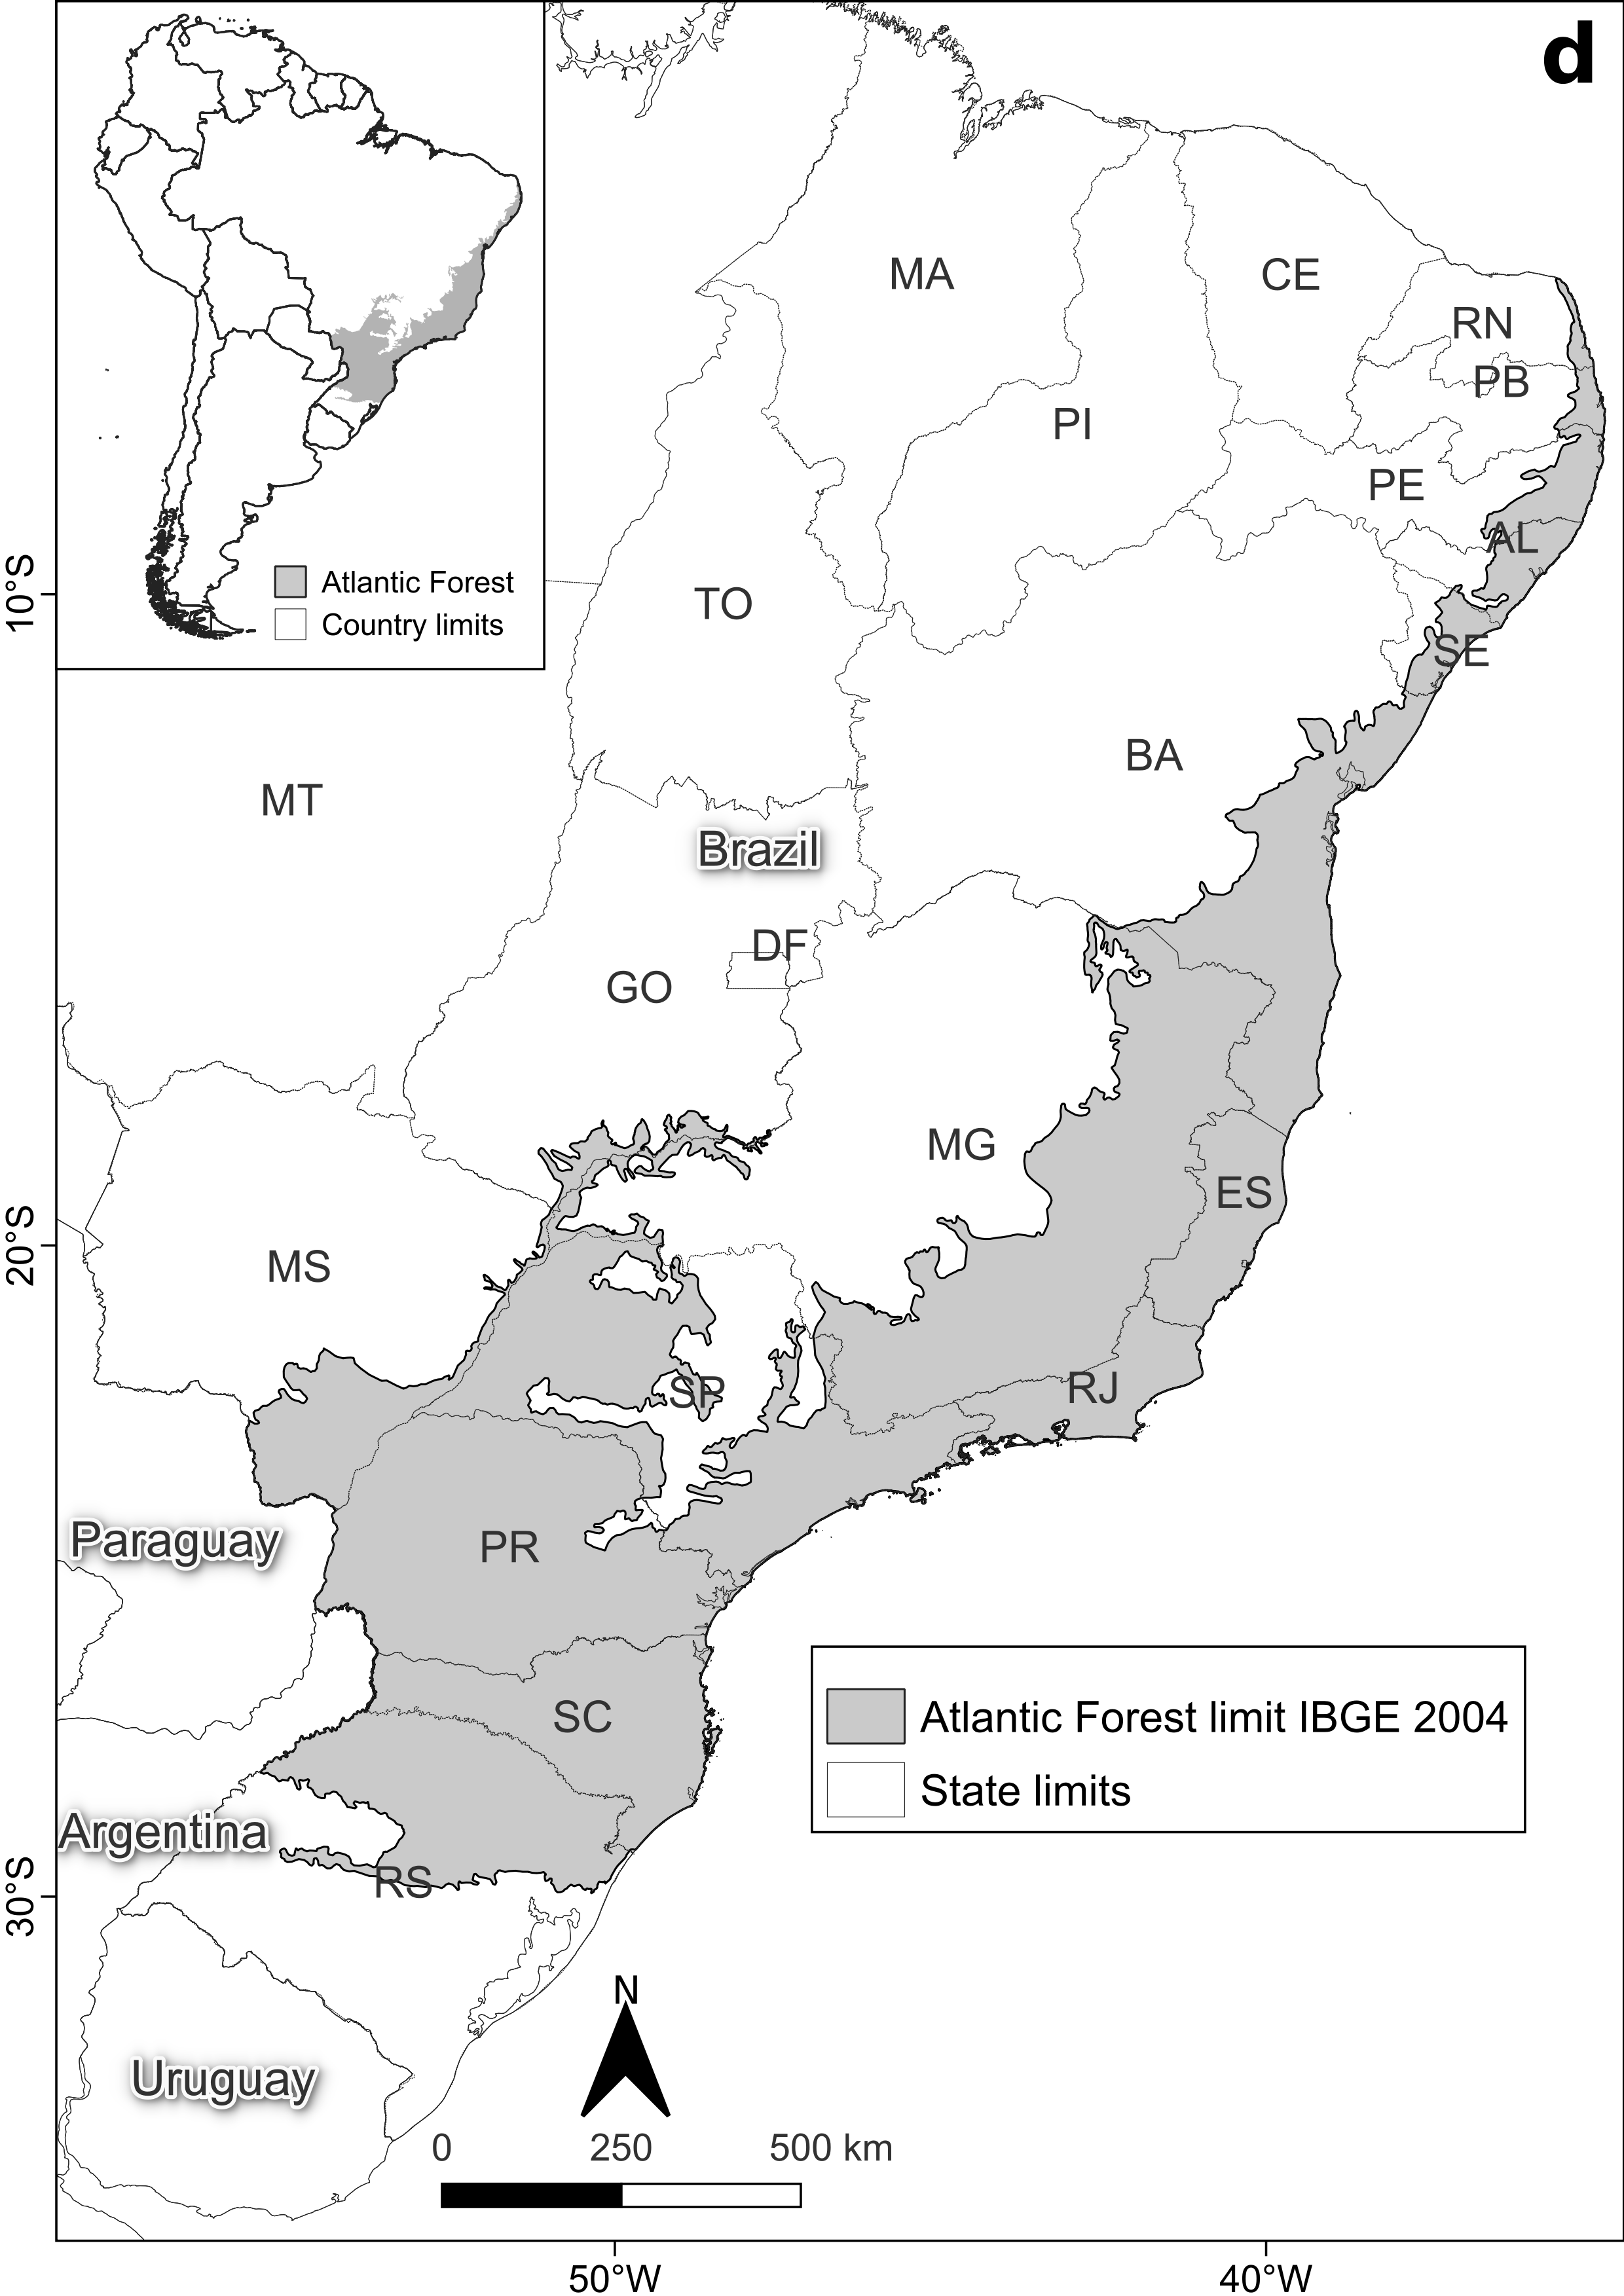 d
MA
CE
RN
PB
PI
PE
AL
Atlantic Forest
Country limits
10°S
TO
SE
BA
MT
Brazil
DF
GO
MG
ES
20°S
MS
SP
RJ
Paraguay
PR
SC
Atlantic Forest limit IBGE 2004
State limits
Argentina
RS
30°S
N
Uruguay
0 250 500 km
50°W 40°W